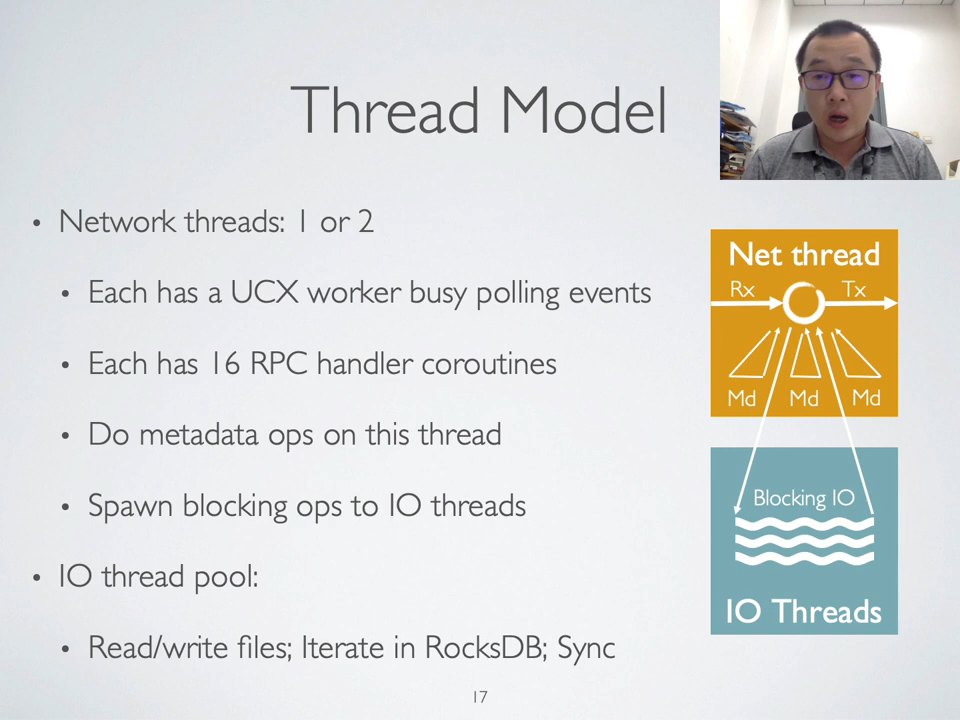 Thread Model
• Network threads: 1 or 2
• Each has a UCX worker busy polling events
• Each has 16 RPC handler coroutines
• Do metadata ops on this thread
• Spawn blocking ops to IO threads
• IO thread pool:
• Read/write files; Iterate in RocksDB; Sync
Net thread
Rx Tx
Md Md Md
Blocking IO
IO Threads
17